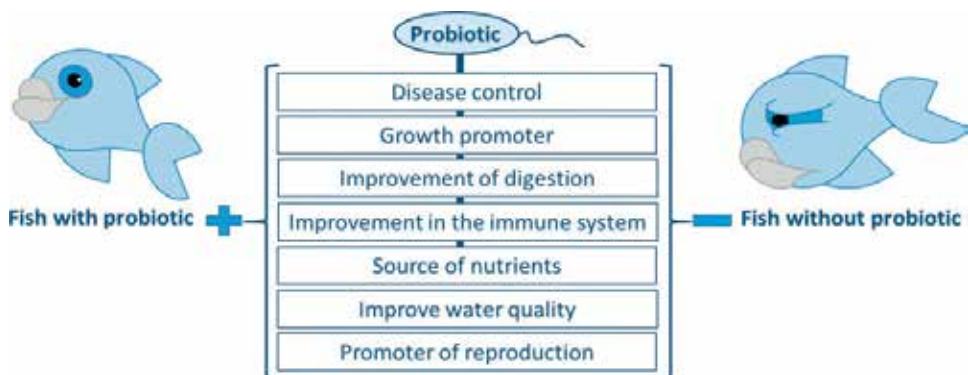 Probiotic
Disease control
Growth promoter
Improvement of digestion
Fish with probiotic
Improvement in the immune system
Fish without probiotic
Source of nutrients
Improve water quality
Promoter of reproduction